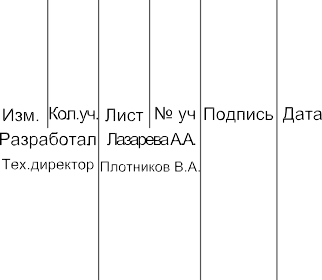 Изм. Кол.уч. Лист № уч Подпись Дата
Разработал Лазарева А.А.
Тех.директор Плотников В.А.